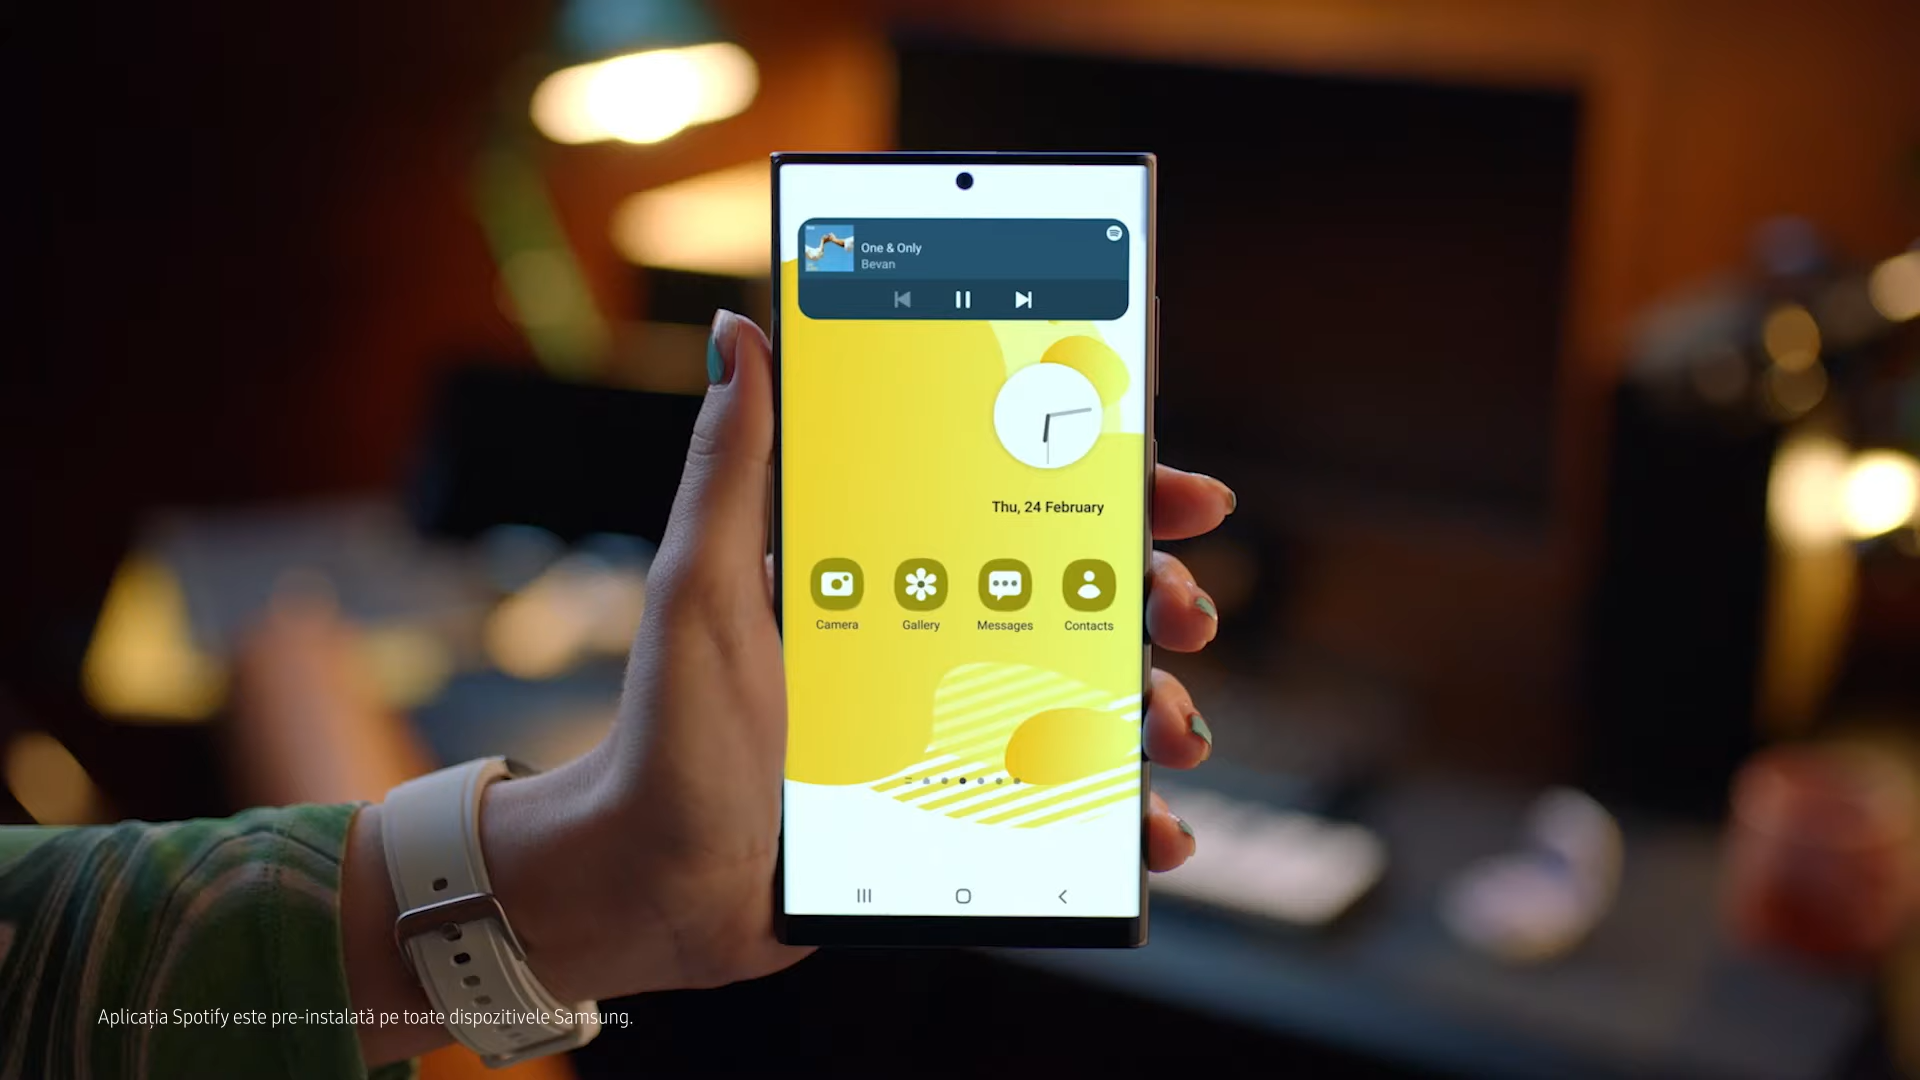 One & Only
Bevan
Thu, 24 February
Camera Gallery Messages Contacts
Aplicația Spotify este pre-instalată pe toate dispozitivele Samsung.